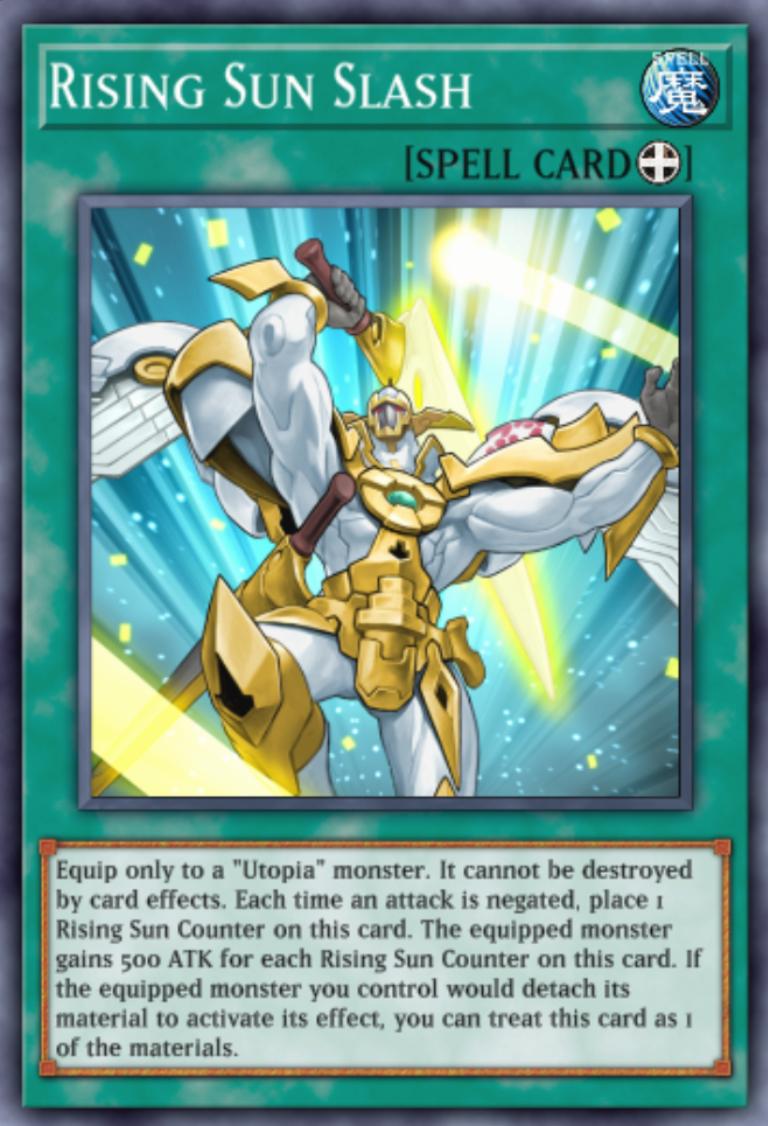 Rising Sun Slash
SPELL
魔
[SPELL CARD]
Equip only to a "Utopia" monster. It cannot be destroyed
by card effects. Each time an attack is negated, place 1
Rising Sun Counter on this card. The equipped monster
gains 500 ATK for each Rising Sun Counter on this card. If
the equipped monster you control would detach its
material to activate its effect, you can treat this card as 1
of the materials.